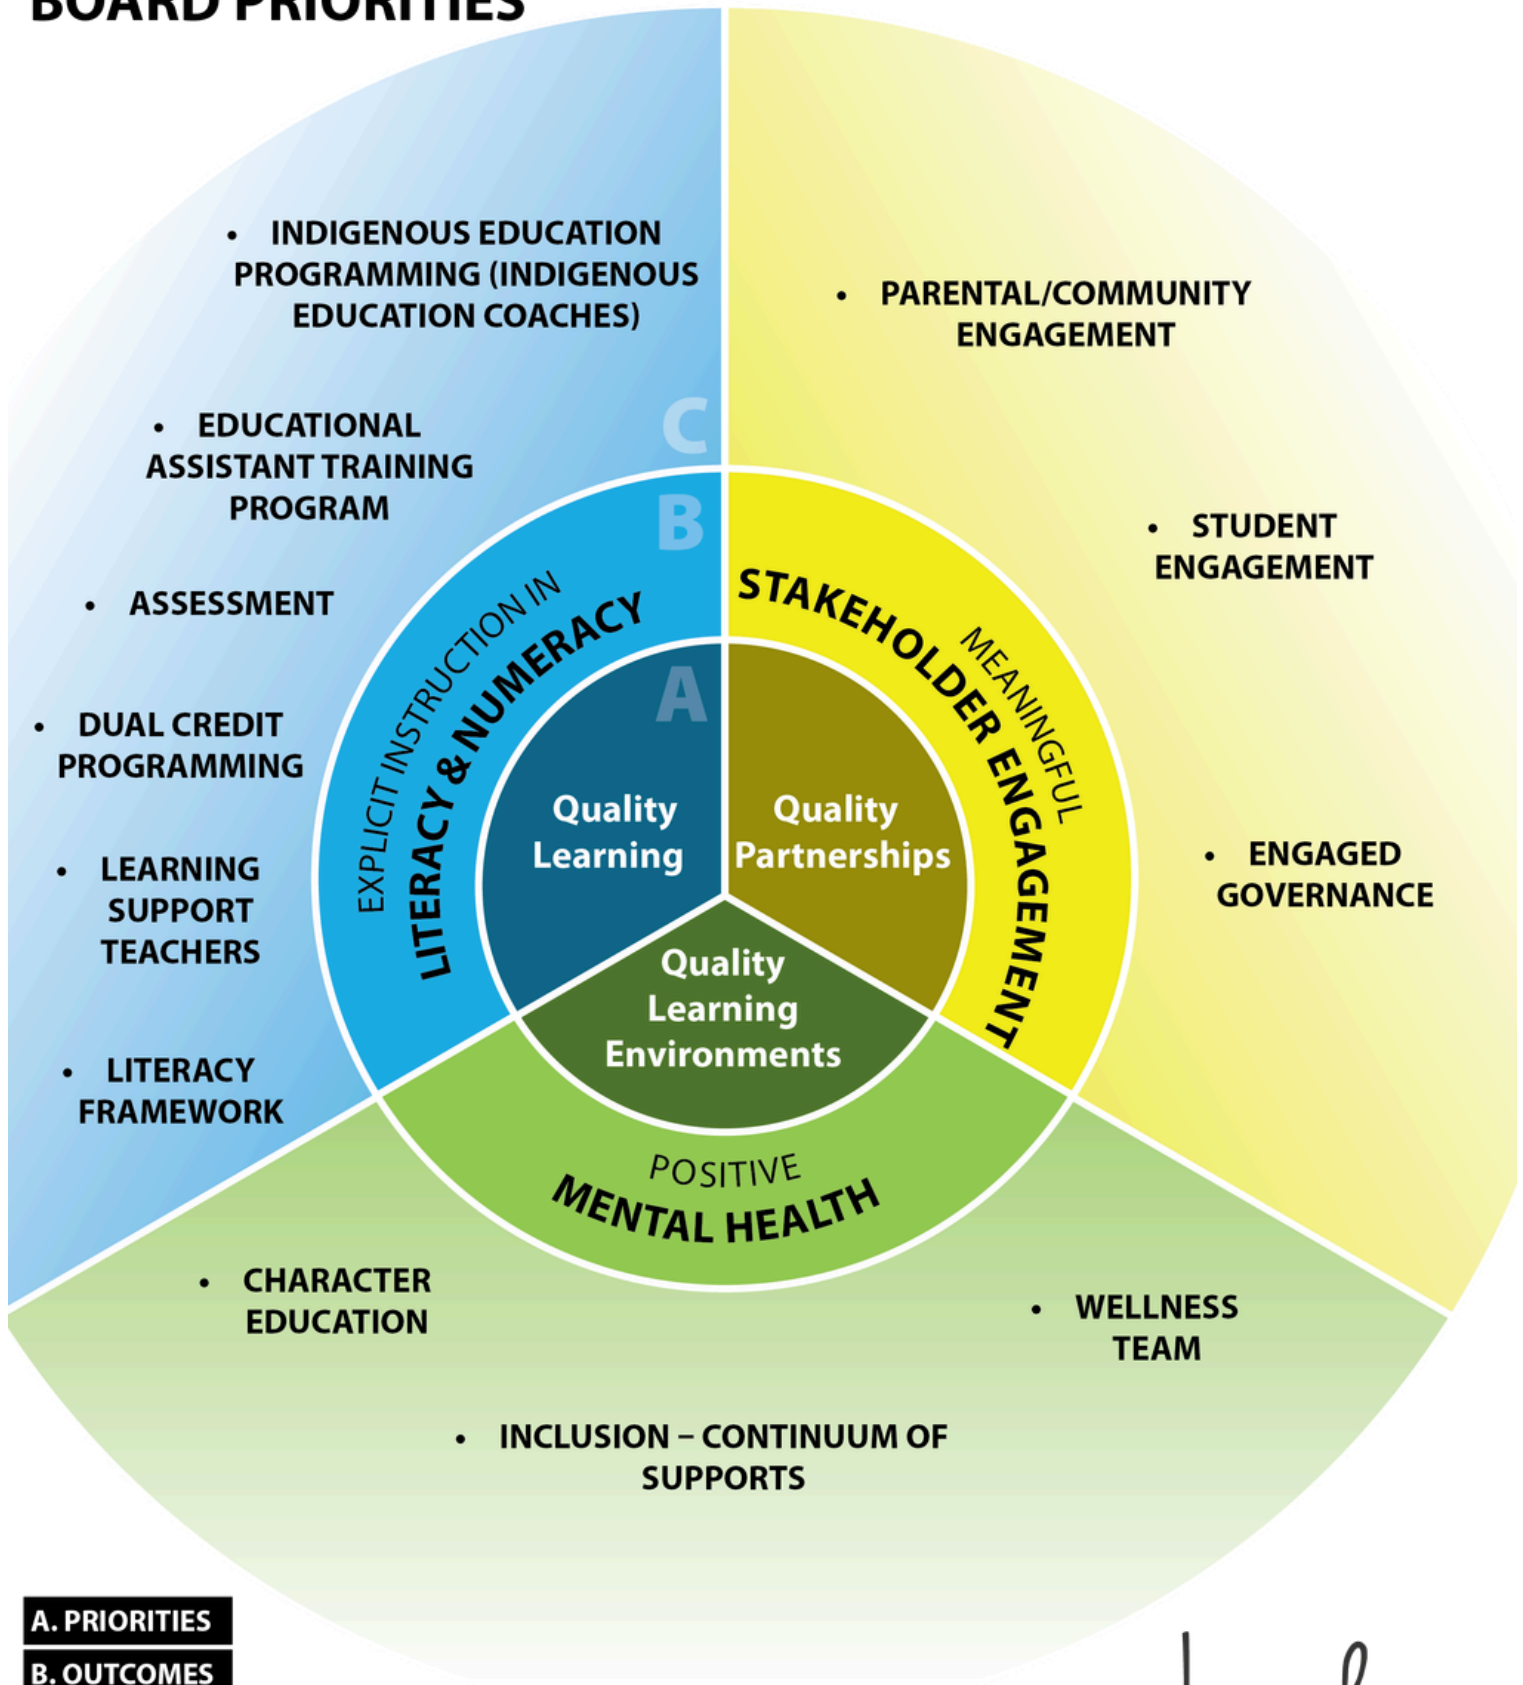 BOARD PRIORITIES
• INDIGENOUS EDUCATION
PROGRAMMING (INDIGENOUS
EDUCATION COACHES)
• EDUCATIONAL
ASSISTANT TRAINING
PROGRAM
• ASSESSMENT
• DUAL CREDIT
PROGRAMMING
• LEARNING
SUPPORT
TEACHERS
• LITERACY
FRAMEWORK
C
B
A
EXPLICIT INSTRUCTION IN
LITERACY & NUMERACY
Quality
Learning
• PARENTAL/COMMUNITY
ENGAGEMENT
• STUDENT
ENGAGEMENT
• ENGAGED
GOVERNANCE
MEANINGFUL
STAKEHOLDER ENGAGEMENT
Quality
Partnerships
Quality
Learning
Environments
POSITIVE
MENTAL HEALTH
• CHARACTER
EDUCATION
• WELLNESS
TEAM
• INCLUSION – CONTINUUM OF
SUPPORTS
A. PRIORITIES
B. OUTCOMES